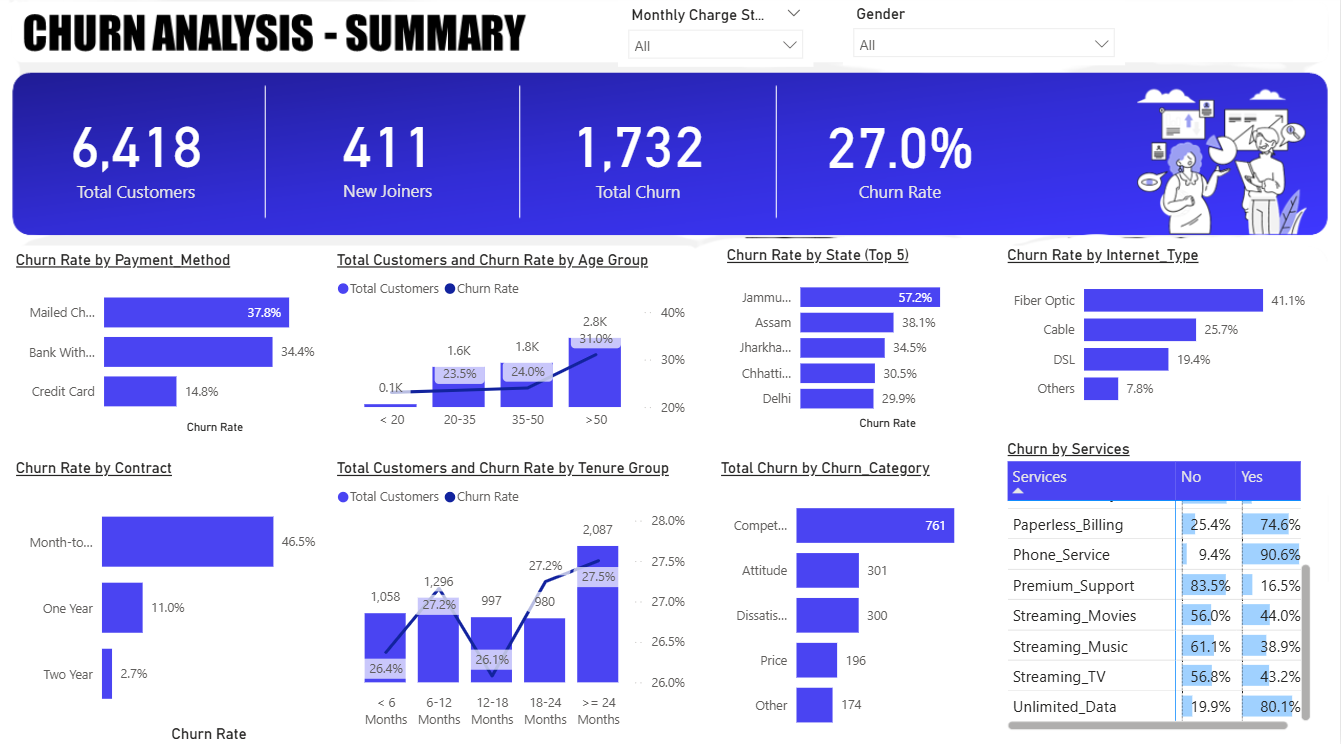 CHURN ANALYSIS - SUMMARY
Monthly Charge St...
All
Gender
All
6,418
Total Customers
411
New Joiners
1,732
Total Churn
27.0%
Churn Rate
Churn Rate by Payment_Method
Mailed Ch...
37.8%
Bank With...
34.4%
Credit Card
14.8%
Churn Rate
Total Customers and Churn Rate by Age Group
Total Customers
Churn Rate
0.1K
1.6K
1.8K
2.8K
23.5%
24.0%
31.0%
40%
30%
20%
< 20
20-35
35-50
>50
Churn Rate by State (Top 5)
Jammu...
57.2%
Assam
38.1%
Jharkha...
34.5%
Chhatti...
30.5%
Delhi
29.9%
Churn Rate
Churn Rate by Internet_Type
Fiber Optic
41.1%
Cable
25.7%
DSL
19.4%
Others
7.8%
Churn Rate by Contract
Month-to...
46.5%
One Year
11.0%
Two Year
2.7%
Churn Rate
Total Customers and Churn Rate by Tenure Group
Total Customers
Churn Rate
1,058
1,296
997
980
2,087
26.4%
27.2%
26.1%
27.2%
27.5%
28.0%
27.5%
27.0%
26.5%
26.0%
< 6
Months
6-12
Months
12-18
Months
18-24
Months
>= 24
Months
Total Churn by Churn_Category
Compet...
761
Attitude
301
Dissatis...
300
Price
196
Other
174
Churn by Services
Services No Yes
Paperless_Billing 25.4% 74.6%
Phone_Service 9.4% 90.6%
Premium_Support 83.5% 16.5%
Streaming_Movies 56.0% 44.0%
Streaming_Music 61.1% 38.9%
Streaming_TV 56.8% 43.2%
Unlimited_Data 19.9% 80.1%